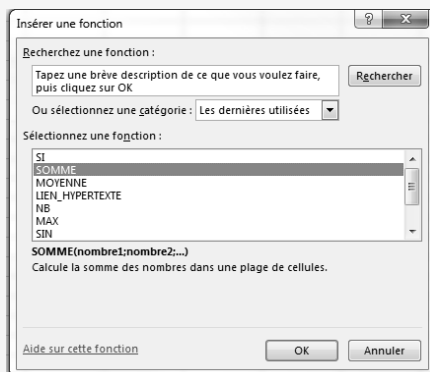 Insérer une fonction
Recherchez une fonction :
Tapez une brève description de ce que vous voulez faire,
puis cliquez sur OK
Rechercher
Ou sélectionnez une catégorie : Les dernières utilisées
Sélectionnez une fonction :
SI
SOMME
MOYENNE
LIEN_HYPERTEXTE
NB
MAX
SIN
SOMME(nombre1;nombre2;...)
Calcule la somme des nombres dans une plage de cellules.
Aide sur cette fonction
OK
Annuler